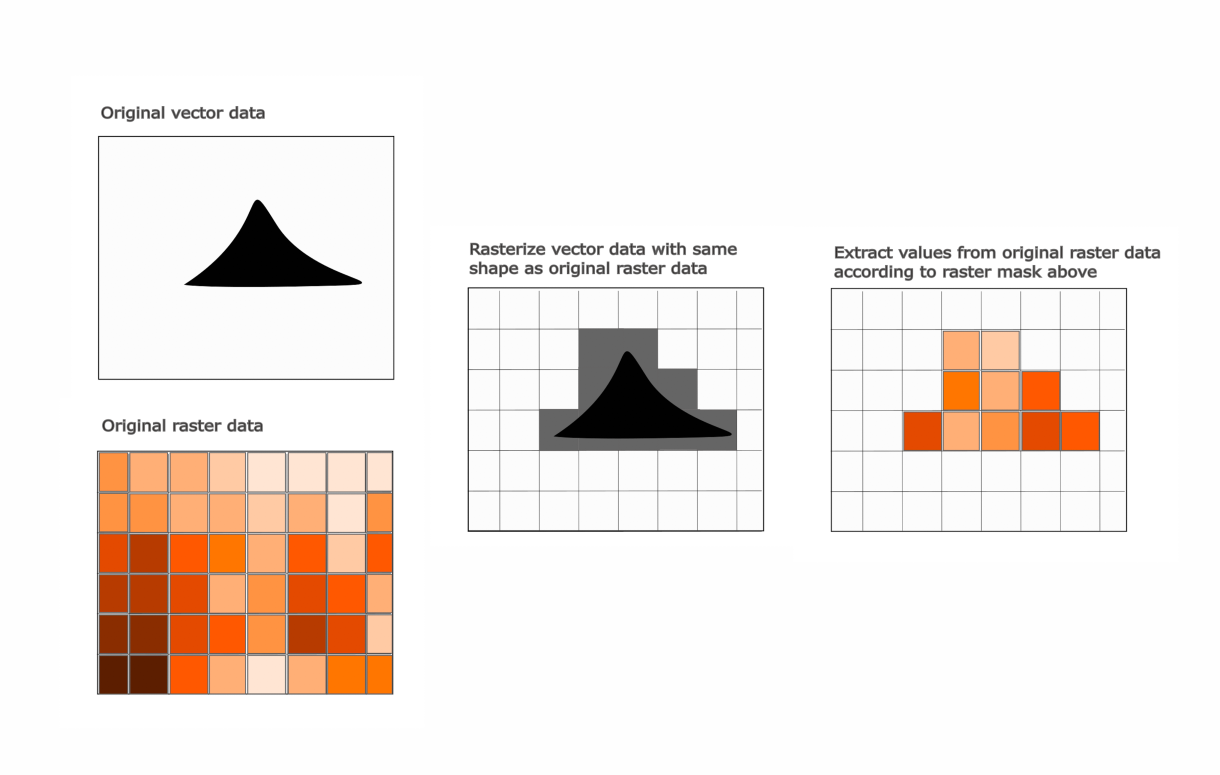 Original vector data
Original raster data
Rasterize vector data with same
shape as original raster data
Extract values from original raster data
according to raster mask above